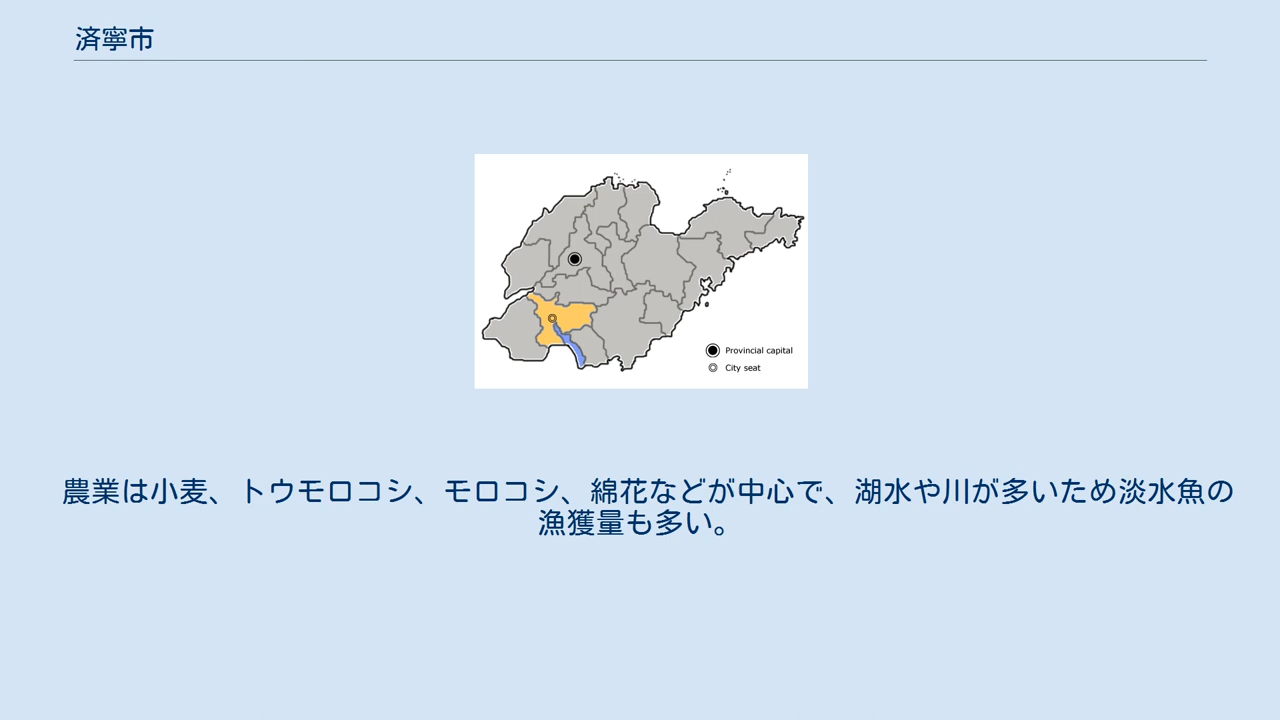 済寧市
Provincial capital
City seat
農業は小麦、トウモロコシ、モロコシ、綿花などが中心で、湖水や川が多いため淡水魚の
漁獲量も多い。